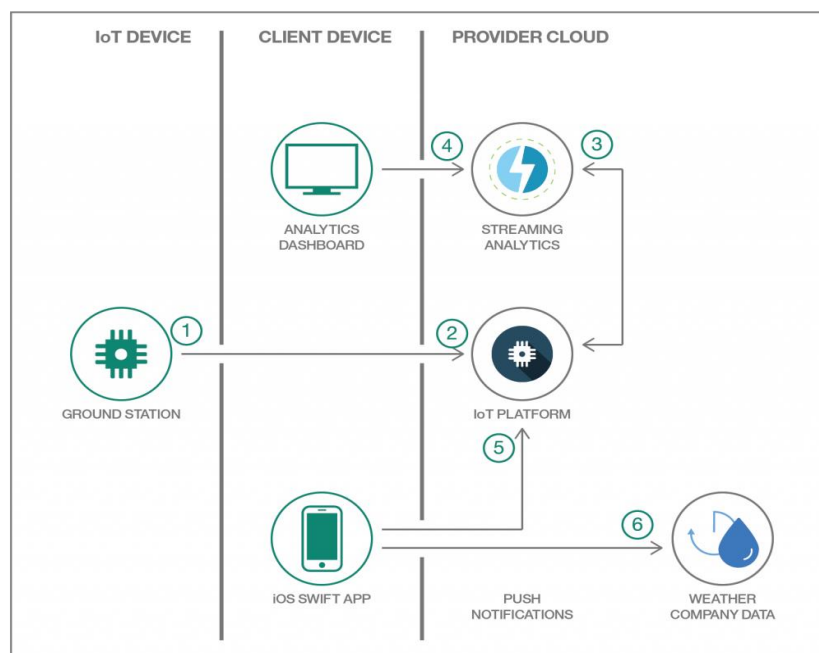 IoT DEVICE
CLIENT DEVICE
PROVIDER CLOUD
4
3
ANALYTICS
DASHBOARD
STREAMING
ANALYTICS
1
2
GROUND STATION
IoT PLATFORM
5
6
iOS SWIFT APP
PUSH
NOTIFICATIONS
WEATHER
COMPANY DATA